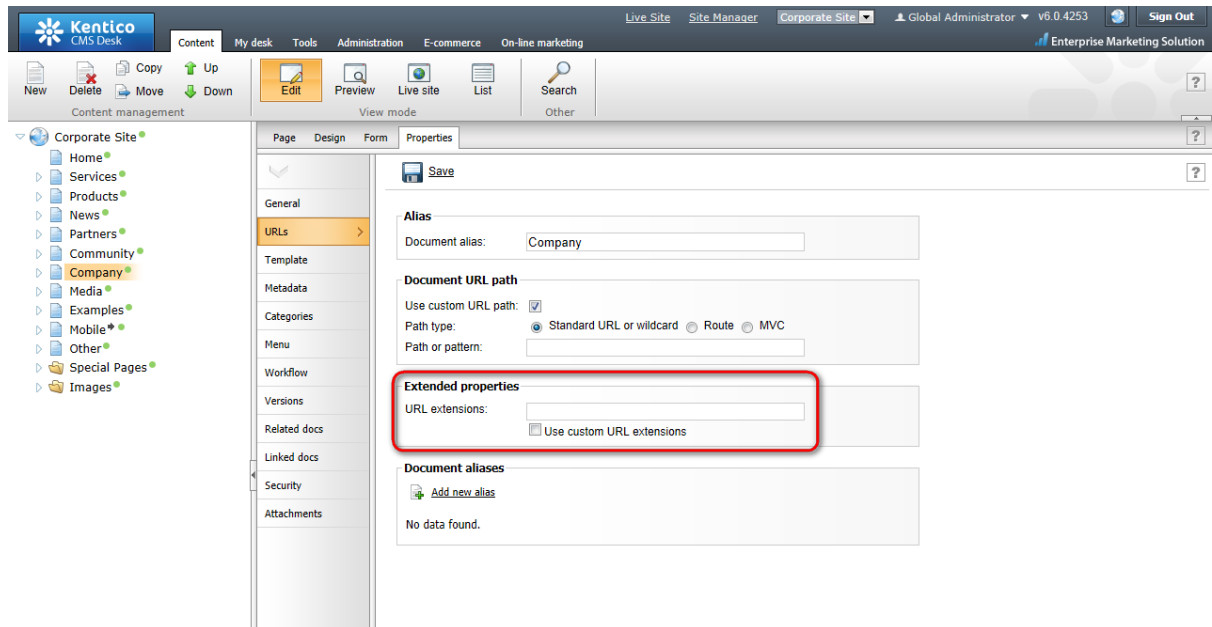 Kentico
CMS Desk
Live Site Site Manager Corporate Site Global Administrator v6.0.4253 Sign Out
Content My desk Tools Administration E-commerce On-line marketing Enterprise Marketing Solution
New Delete Copy Move Up Down
Content management
Edit Preview Live site List
View mode
Search
Other
?
Corporate Site
Home
Services
Products
News
Partners
Community
Company
Media
Examples
Mobile
Other
Special Pages
Images
Page Design Form Properties ?
General
URLs >
Template
Metadata
Categories
Menu
Workflow
Versions
Related docs
Linked docs
Security
Attachments
Save ?
Alias
Document alias: Company
Document URL path
Use custom URL path:
Path type: Standard URL or wildcard Route MVC
Path or pattern:
Extended properties
URL extensions:
Use custom URL extensions
Document aliases
Add new alias
No data found.